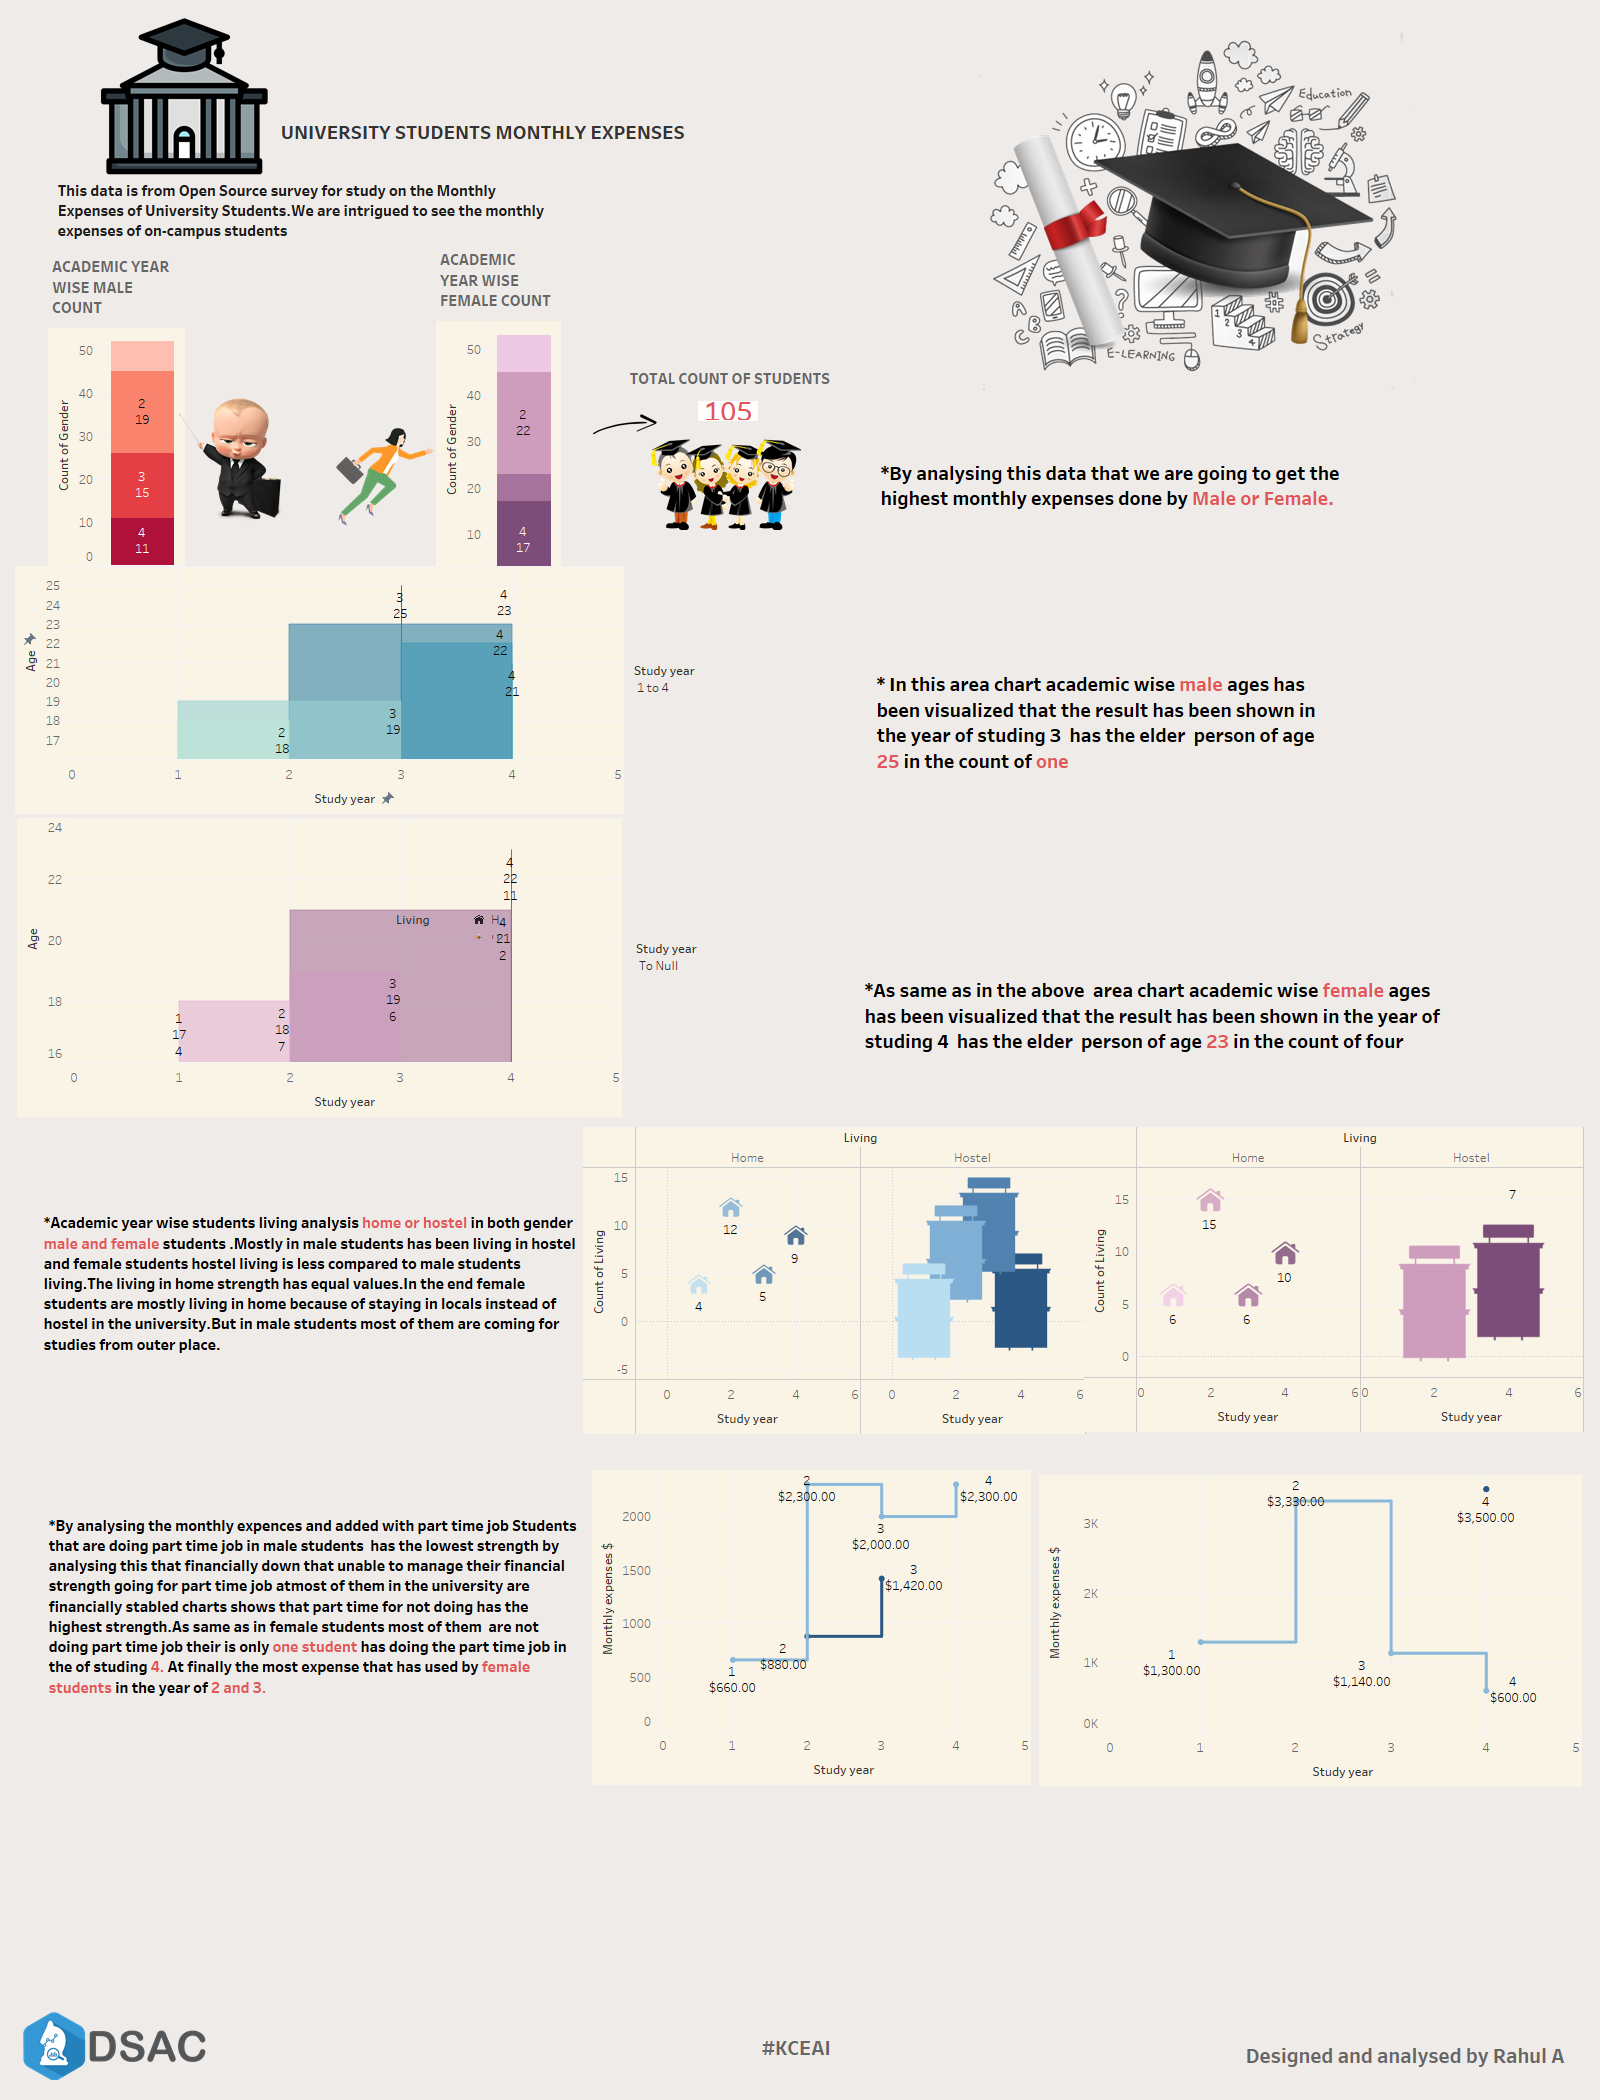 UNIVERSITY STUDENTS MONTHLY EXPENSES
This data is from Open Source survey for study on the Monthly
Expenses of University Students.We are intrigued to see the monthly
expenses of on-campus students
Education
Strategy
E-LEARNING
A
B
C
1
2
3
4
ACADEMIC YEAR
WISE MALE
COUNT
Count of Gender
50
40
30
20
10
0
2
19
3
15
4
11
ACADEMIC
YEAR WISE
FEMALE COUNT
Count of Gender
50
40
30
20
10
2
22
4
17
TOTAL COUNT OF STUDENTS
105
*By analysing this data that we are going to get the
highest monthly expenses done by Male or Female.
Age
25
24
23
22
21
20
19
18
17
3
25
4
23
4
22
4
21
3
19
2
18
0 1 2 3 4 5
Study year
Study year
1 to 4
* In this area chart academic wise male ages has
been visualized that the result has been shown in
the year of studing 3 has the elder person of age
25 in the count of one
Age
24
22
20
18
16
4
22
11
Living
H
4
21
2
3
19
6
2
18
7
1
17
4
0 1 2 3 4 5
Study year
Study year
To Null
*As same as in the above area chart academic wise female ages
has been visualized that the result has been shown in the year of
studing 4 has the elder person of age 23 in the count of four
*Academic year wise students living analysis home or hostel in both gender
male and female students .Mostly in male students has been living in hostel
and female students hostel living is less compared to male students
living.The living in home strength has equal values.In the end female
students are mostly living in home because of staying in locals instead of
hostel in the university.But in male students most of them are coming for
studies from outer place.
Living
Home Hostel
Count of Living
15
10
5
0
-5
12
9
4
5
0 2 4 6 0 2 4 6
Study year Study year
Living
Home Hostel
Count of Living
15
10
5
0
15
10
6
6
7
0 2 4 6 0 2 4 6
Study year Study year
*By analysing the monthly expences and added with part time job Students
that are doing part time job in male students has the lowest strength by
analysing this that financially down that unable to manage their financial
strength going for part time job atmost of them in the university are
financially stabled charts shows that part time for not doing has the
highest strength.As same as in female students most of them are not
doing part time job their is only one student has doing the part time job in
the of studing 4. At finally the most expense that has used by female
students in the year of 2 and 3.
Monthly expenses $
2000
1500
1000
500
0
2
$2,300.00
4
$2,300.00
3
$2,000.00
3
$1,420.00
2
$880.00
1
$660.00
0 1 2 3 4 5
Study year
Monthly expenses $
3K
2K
1K
0K
2
$3,330.00
4
$3,500.00
1
$1,300.00
3
$1,140.00
4
$600.00
0 1 2 3 4 5
Study year
DSAC
#KCEAI
Designed and analysed by Rahul A